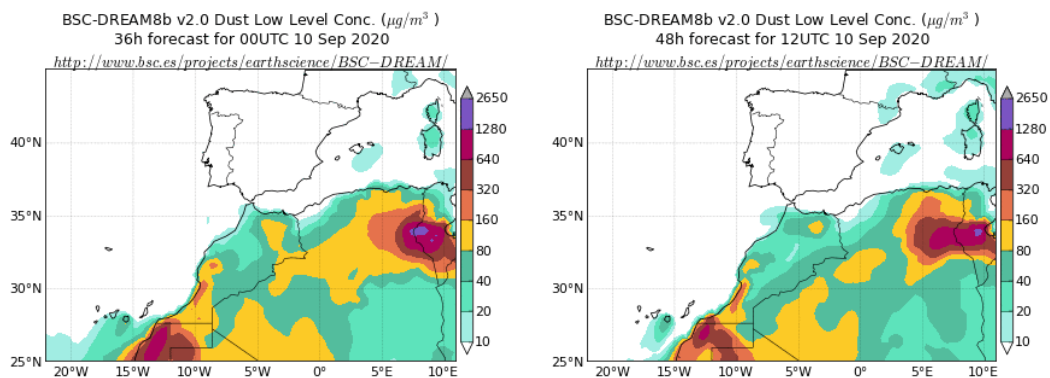 BSC-DREAM8b v2.0 Dust Low Level Conc. (μg/m³ )
36h forecast for 00UTC 10 Sep 2020
http://www.bsc.es/projects/earthscience/BSC−DREAM/
40°N
35°N
30°N
25°N
20°W
15°W
10°W
5°W
0°
5°E
10°E
2650
1280
640
320
160
80
40
20
10
BSC-DREAM8b v2.0 Dust Low Level Conc. (μg/m³ )
48h forecast for 12UTC 10 Sep 2020
http://www.bsc.es/projects/earthscience/BSC−DREAM/
40°N
35°N
30°N
25°N
20°W
15°W
10°W
5°W
0°
5°E
10°E
2650
1280
640
320
160
80
40
20
10